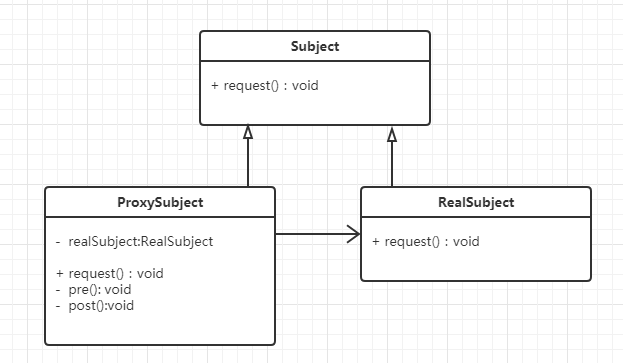 Subject
+ request() : void
ProxySubject
- realSubject:RealSubject
+ request() : void
- pre(): void
- post():void
RealSubject
+ request() : void